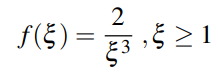 f(ξ) = 2/ξ³ , ξ ≥ 1